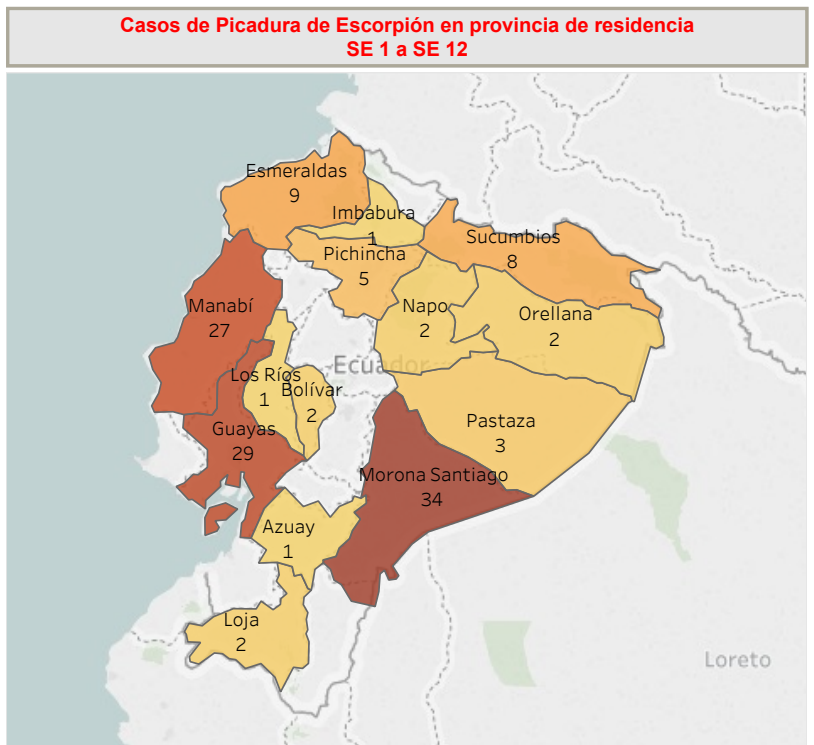 Casos de Picadura de Escorpión en provincia de residencia
SE 1 a SE 12
Esmeraldas
9
Imbabura
1
Sucumbios
8
Pichincha
5
Manabí
27
Napo
2
Orellana
2
Ecuador
Los Ríos
1
Bolívar
2
Guayas
29
Pastaza
3
Morona Santiago
34
Azuay
1
Loja
2
Loreto